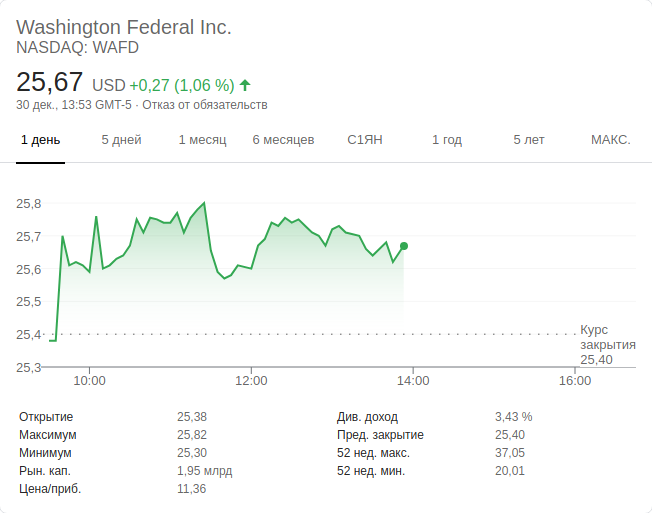 Washington Federal Inc.
NASDAQ: WAFD
25,67 USD +0,27 (1,06 %)
30 дек., 13:53 GMT-5 · Отказ от обязательств
1 день 5 дней 1 месяц 6 месяцев С1ЯН 1 год 5 лет МАКС.
25,8
25,7
25,6
25,5
25,4
25,3
Курс
закрытия
25,40
10:00 12:00 14:00 16:00
Открытие 25,38 Див. доход 3,43 %
Максимум 25,82 Пред. закрытие 25,40
Минимум 25,30 52 нед. макс. 37,05
Рын. кап. 1,95 млрд 52 нед. мин. 20,01
Цена/приб. 11,36